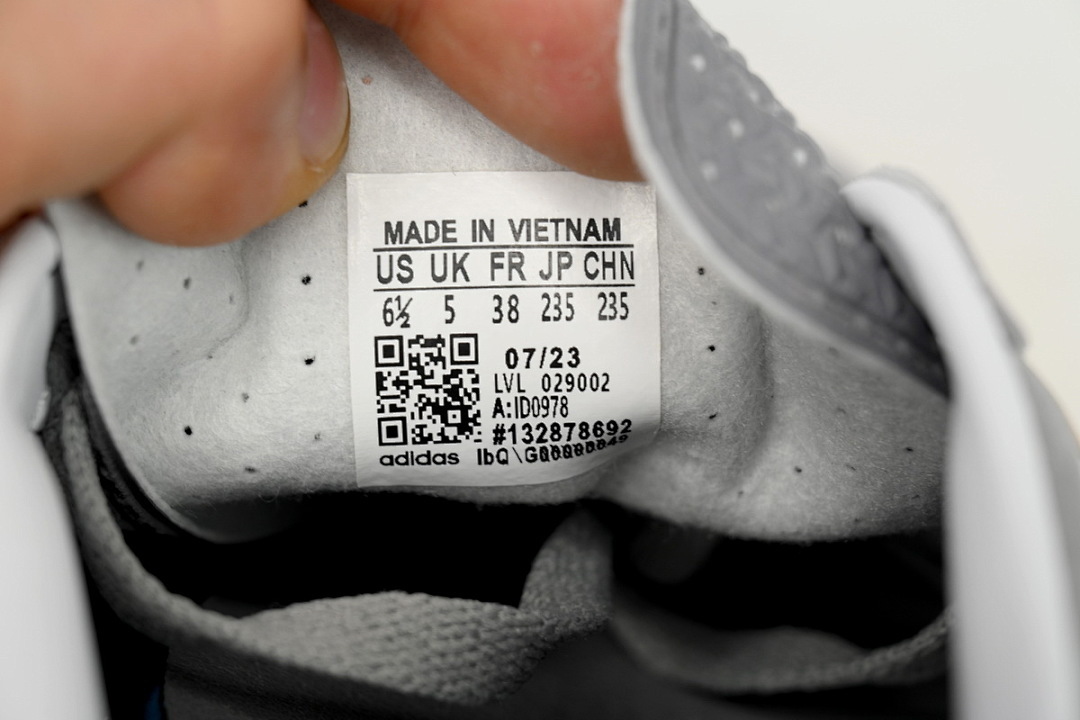 MADE IN VIETNAM
US UK FR JP CHN
6½ 5 38 235 235
07/23
LVL 029002
A:ID0978
#132878692
adidas